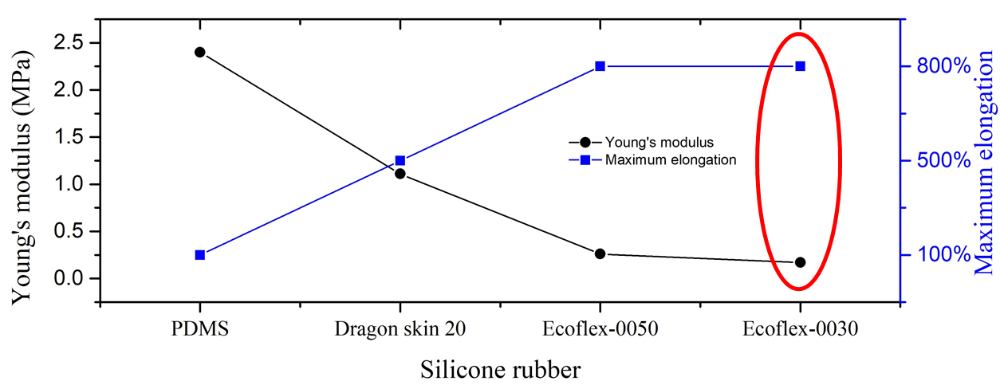 Young's modulus (MPa)
2.5
2.0
1.5
1.0
0.5
0.0
Young's modulus
Maximum elongation
800%
500%
100%
Maximum elongation
PDMS
Dragon skin 20
Ecoflex-0050
Ecoflex-0030
Silicone rubber